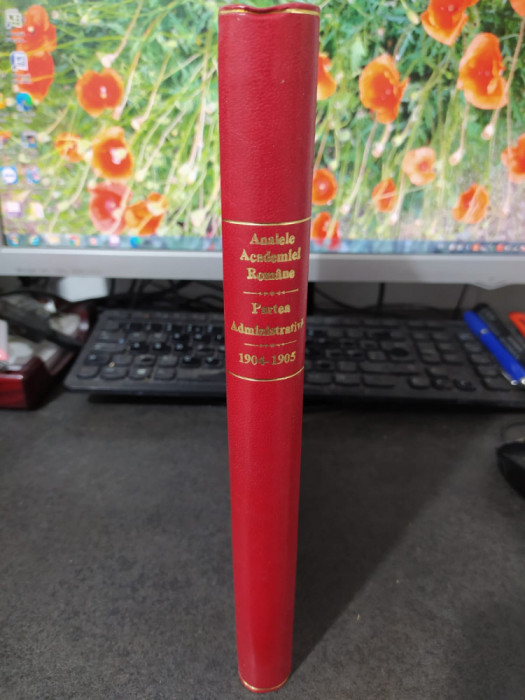 Analele
Academiei
Române
Partea
Administrativă
1904-1905